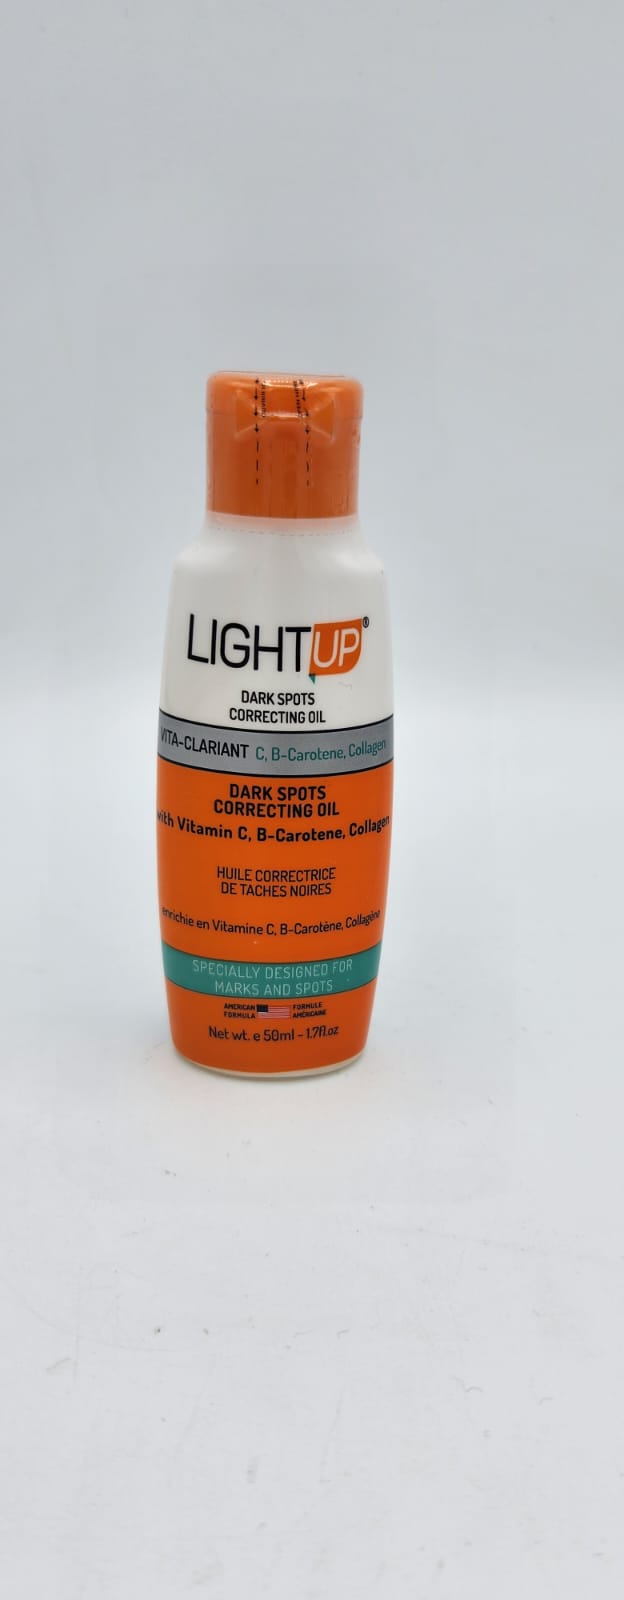 LIGHTUP®
DARK SPOTS
CORRECTING OIL
VITA-CLARIANT C, B-Carotene, Collagen
DARK SPOTS
CORRECTING OIL
with Vitamin C, B-Carotene, Collagen
HUILE CORRECTRICE
DE TACHES NOIRES
enrichie en Vitamine C, B-Carotène, Collagène
SPECIALLY DESIGNED FOR
MARKS AND SPOTS
AMERICAN FORMULE
FORMULA AMÉRICAINE
Net wt. e 50ml - 1.7fl.oz